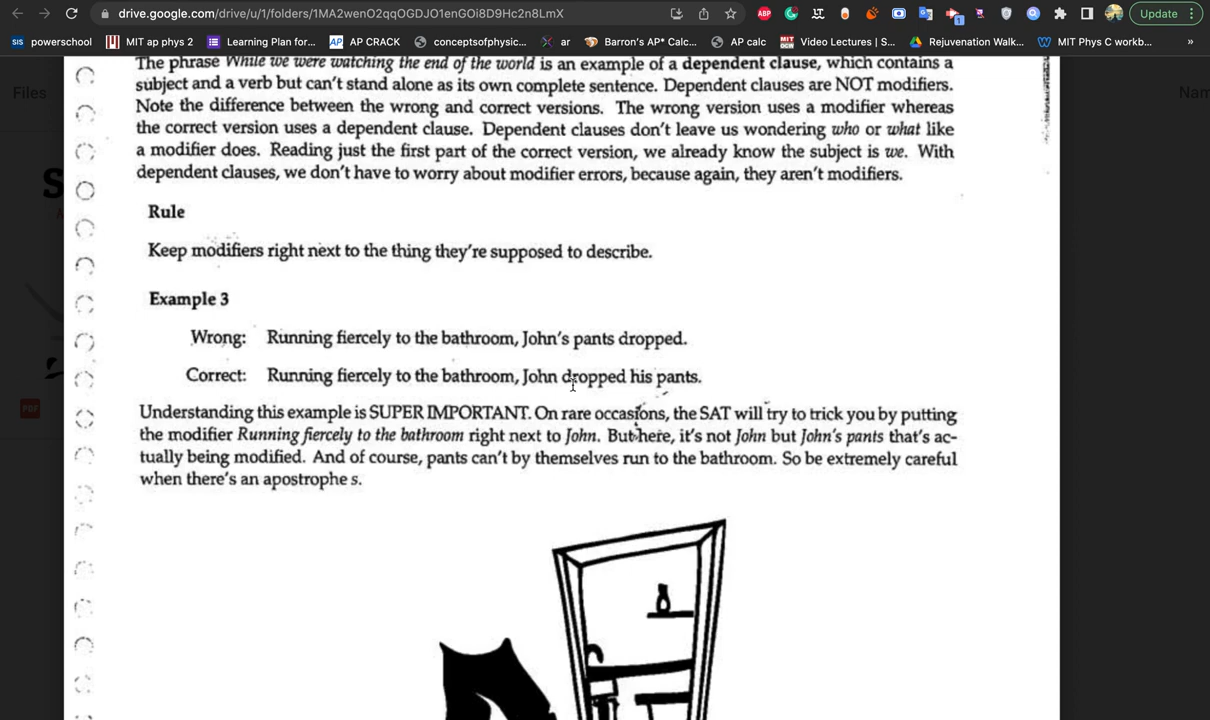 drive.google.com/drive/u/1/folders/1MA2wenO2qqOGDJO1enGOi8D9Hc2n8LmX
ABP
1
Update
SIS powerschool
MIT ap phys 2
Learning Plan for...
AP AP CRACK
conceptsofphysic...
ar
Barron's AP* Calc...
AP calc
MIT OCW Video Lectures | S...
Rejuvenation Walk...
MIT Phys C workb...
»
Files
Nam
The phrase While we were watching the end of the world is an example of a dependent clause, which contains a
subject and a verb but can't stand alone as its own complete sentence. Dependent clauses are NOT modifiers.
Note the difference between the wrong and correct versions. The wrong version uses a modifier whereas
the correct version uses a dependent clause. Dependent clauses don't leave us wondering who or what like
a modifier does. Reading just the first part of the correct version, we already know the subject is we. With
dependent clauses, we don't have to worry about modifier errors, because again, they aren't modifiers.
Rule
Keep modifiers right next to the thing they're supposed to describe.
Example 3
Wrong: Running fiercely to the bathroom, John's pants dropped.
Correct: Running fiercely to the bathroom, John dropped his pants.
Understanding this example is SUPER IMPORTANT. On rare occasions, the SAT will try to trick you by putting
the modifier Running fiercely to the bathroom right next to John. But here, it's not John but John's pants that's ac-
tually being modified. And of course, pants can't by themselves run to the bathroom. So be extremely careful
when there's an apostrophe s.
PDF